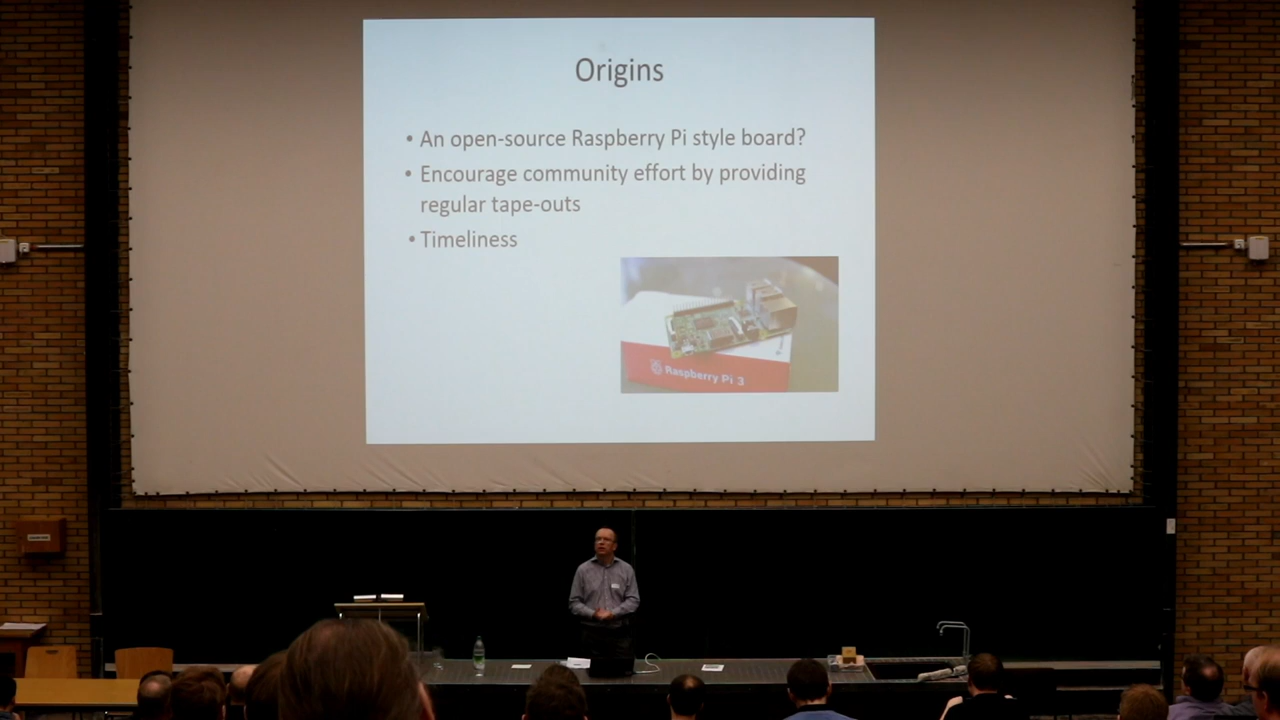 Origins
• An open-source Raspberry Pi style board?
• Encourage community effort by providing
regular tape-outs
• Timeliness
Raspberry Pi 3